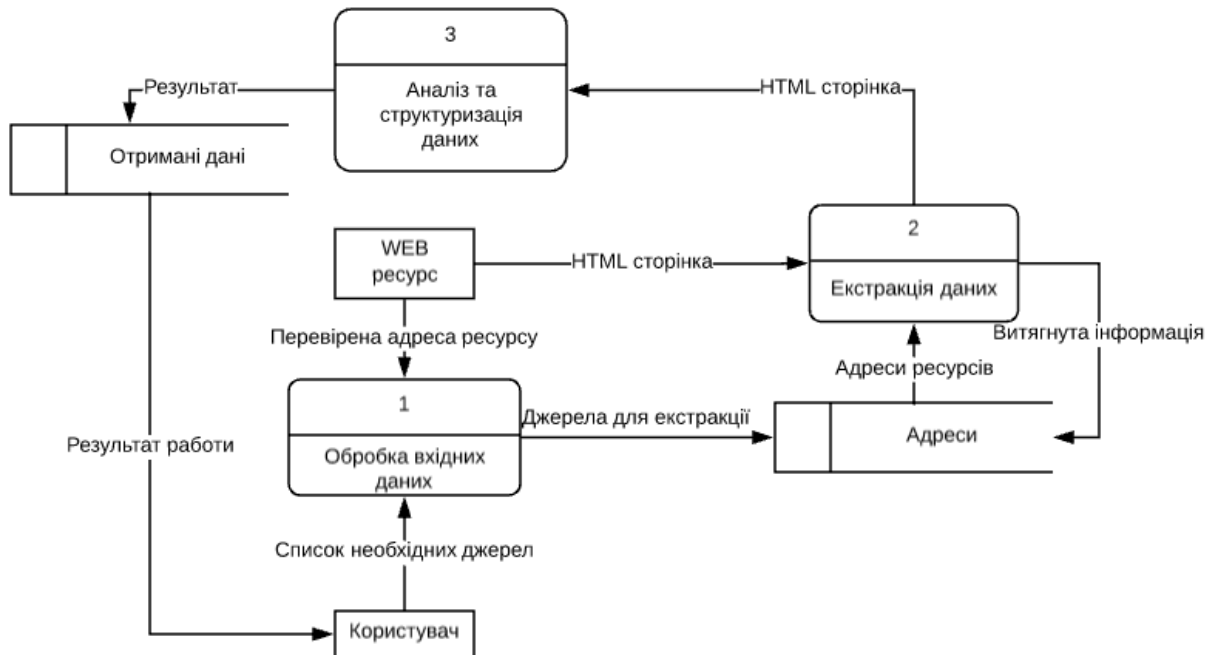 3
Результат
Аналіз та
структуризація
даних
HTML сторінка
Отримані дані
WEB
ресурс
HTML сторінка
2
Екстракція даних
Перевірена адреса ресурсу
Витягнута інформація
Адреси ресурсів
1
Джерела для екстракції
Адреси
Результат работи
Обробка вхідних
даних
Список необхідних джерел
Користувач